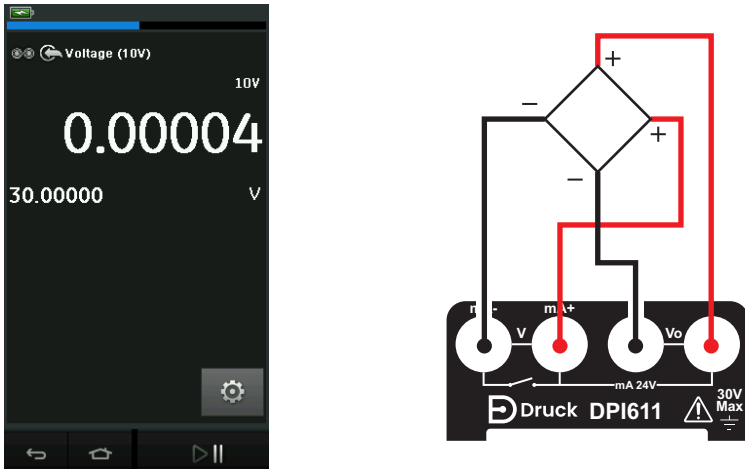 Voltage (10V)
10V
0.00004
30.00000 V
+
−
+
−
mA+
V
Vo
mA 24V
Druck DPI611
30V
Max